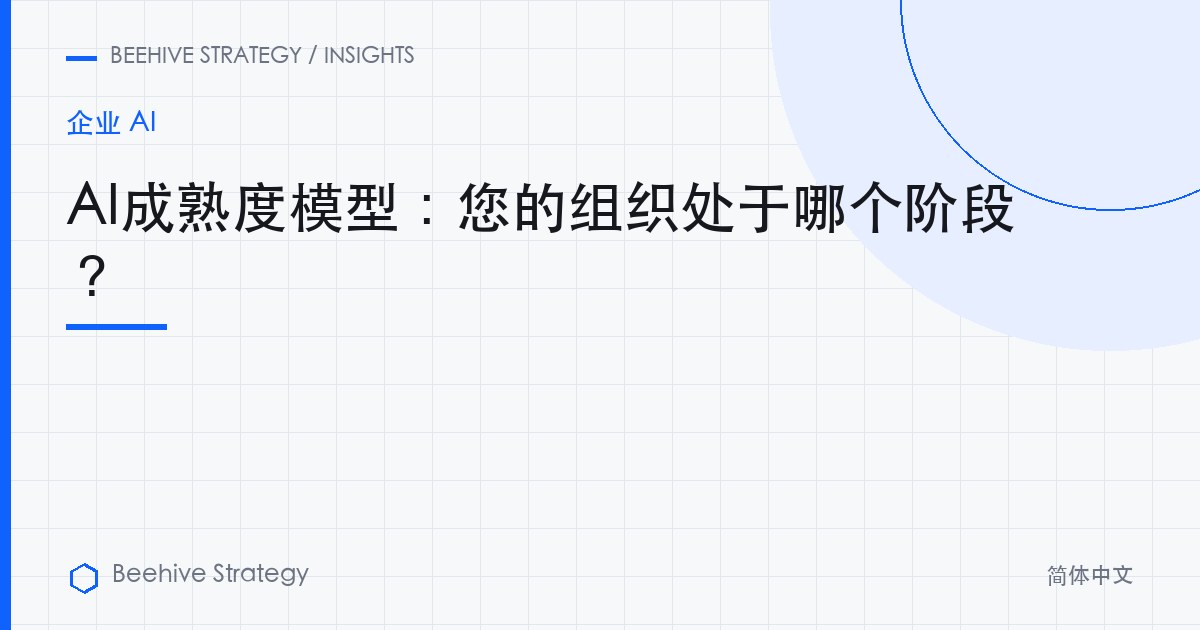 BEEHIVE STRATEGY / INSIGHTS
企业 AI
AI成熟度模型：您的组织处于哪个阶段
？
Beehive Strategy
简体中文